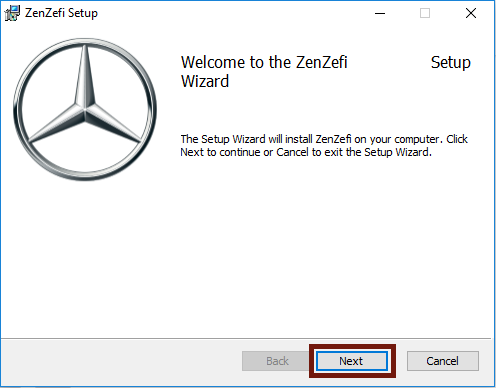 ZenZefi Setup
Welcome to the ZenZefi Setup
Wizard
The Setup Wizard will install ZenZefi on your computer. Click
Next to continue or Cancel to exit the Setup Wizard.
Back Next Cancel